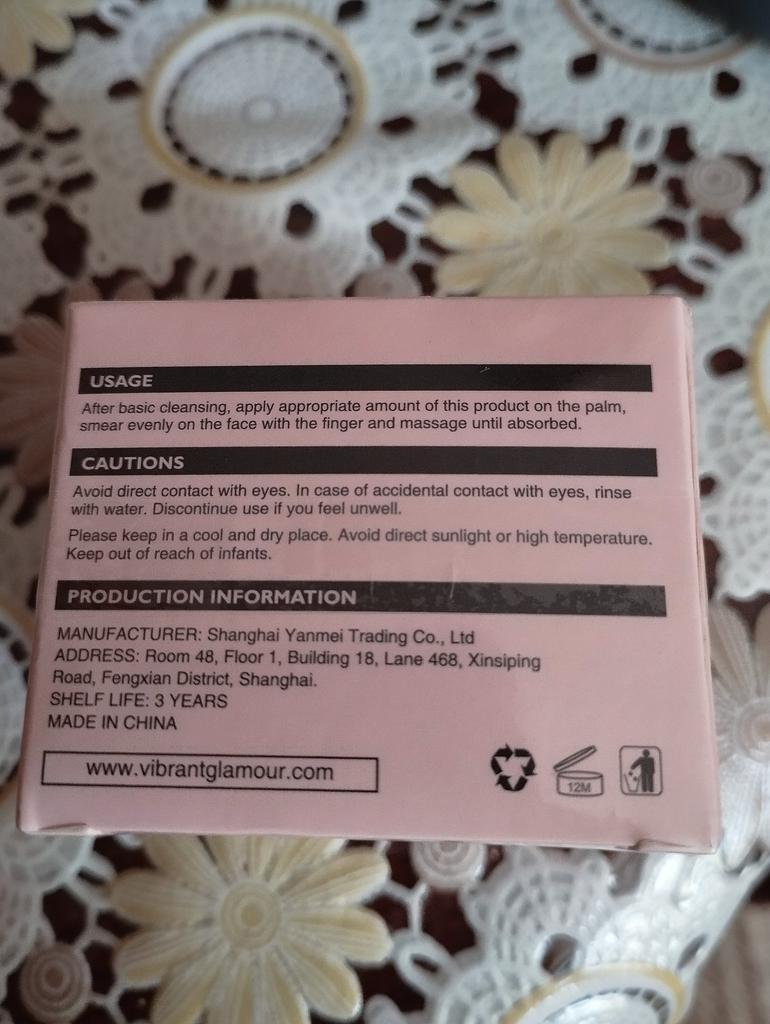 USAGE
After basic cleansing, apply appropriate amount of this product on the palm,
smear evenly on the face with the finger and massage until absorbed.
CAUTIONS
Avoid direct contact with eyes. In case of accidental contact with eyes, rinse
with water. Discontinue use if you feel unwell.
Please keep in a cool and dry place. Avoid direct sunlight or high temperature.
Keep out of reach of infants.
PRODUCTION INFORMATION
MANUFACTURER: Shanghai Yanmei Trading Co., Ltd
ADDRESS: Room 48, Floor 1, Building 18, Lane 468, Xinsiping
Road, Fengxian District, Shanghai.
SHELF LIFE: 3 YEARS
MADE IN CHINA
www.vibrantglamour.com
12M